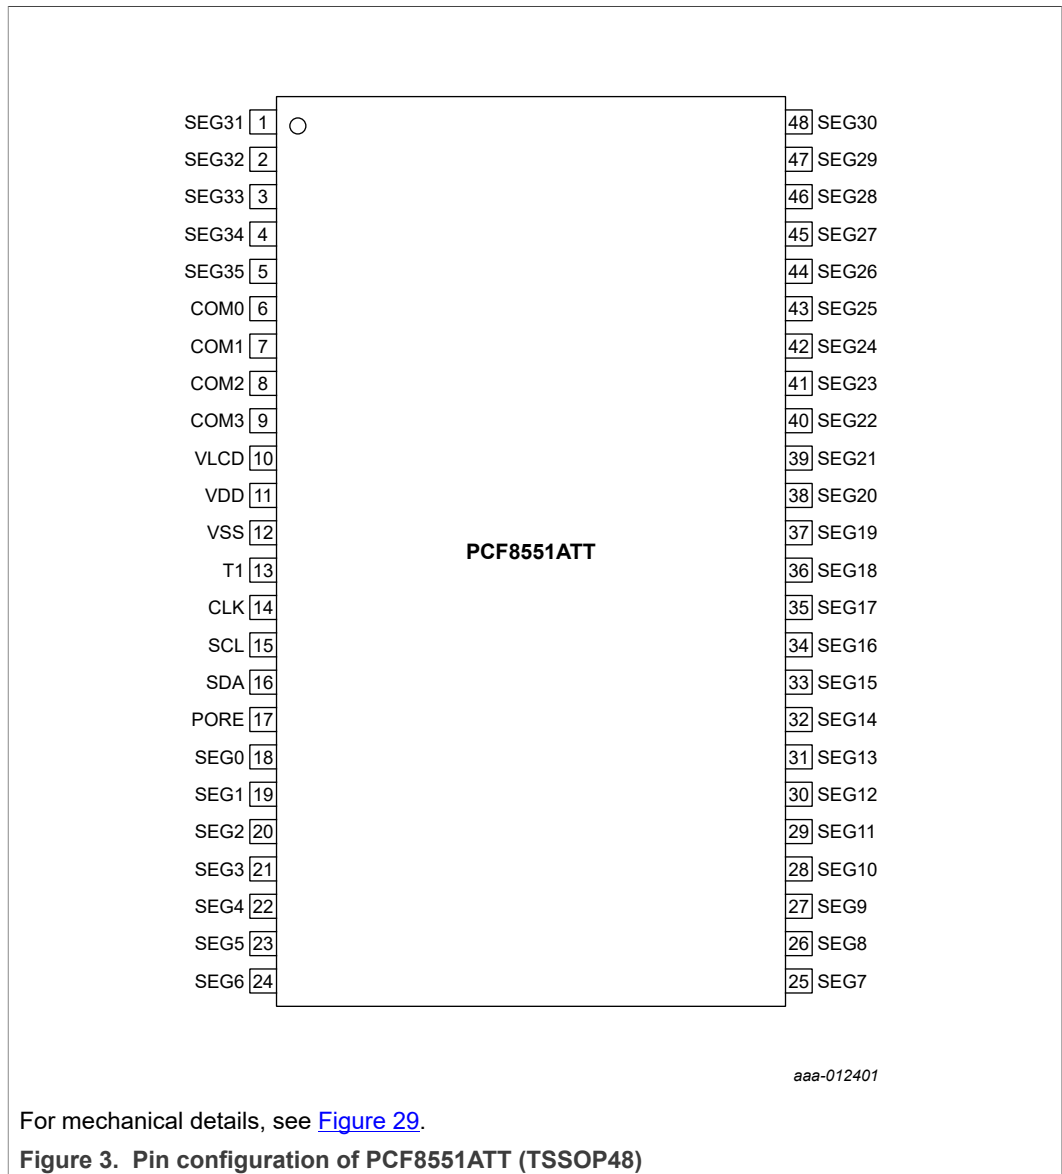 SEG31 1 48 SEG30
SEG32 2 47 SEG29
SEG33 3 46 SEG28
SEG34 4 45 SEG27
SEG35 5 44 SEG26
COM0 6 43 SEG25
COM1 7 42 SEG24
COM2 8 41 SEG23
COM3 9 40 SEG22
VLCD 10 39 SEG21
VDD 11 38 SEG20
VSS 12 37 SEG19
PCF8551ATT
T1 13 36 SEG18
CLK 14 35 SEG17
SCL 15 34 SEG16
SDA 16 33 SEG15
PORE 17 32 SEG14
SEG0 18 31 SEG13
SEG1 19 30 SEG12
SEG2 20 29 SEG11
SEG3 21 28 SEG10
SEG4 22 27 SEG9
SEG5 23 26 SEG8
SEG6 24 25 SEG7
aaa-012401
For mechanical details, see Figure 29.
Figure 3. Pin configuration of PCF8551ATT (TSSOP48)